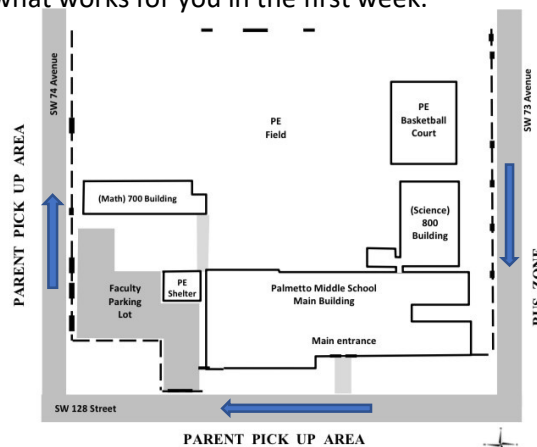 what works for you in the first week.
SW 74 Avenue
SW 73 Avenue
PE
Field
PE
Basketball
Court
PARENT PICK UP AREA
(Math) 700 Building
(Science)
800
Building
BUS ZONE
Faculty
Parking
Lot
PE
Shelter
Palmetto Middle School
Main Building
Main entrance
SW 128 Street
PARENT PICK UP AREA